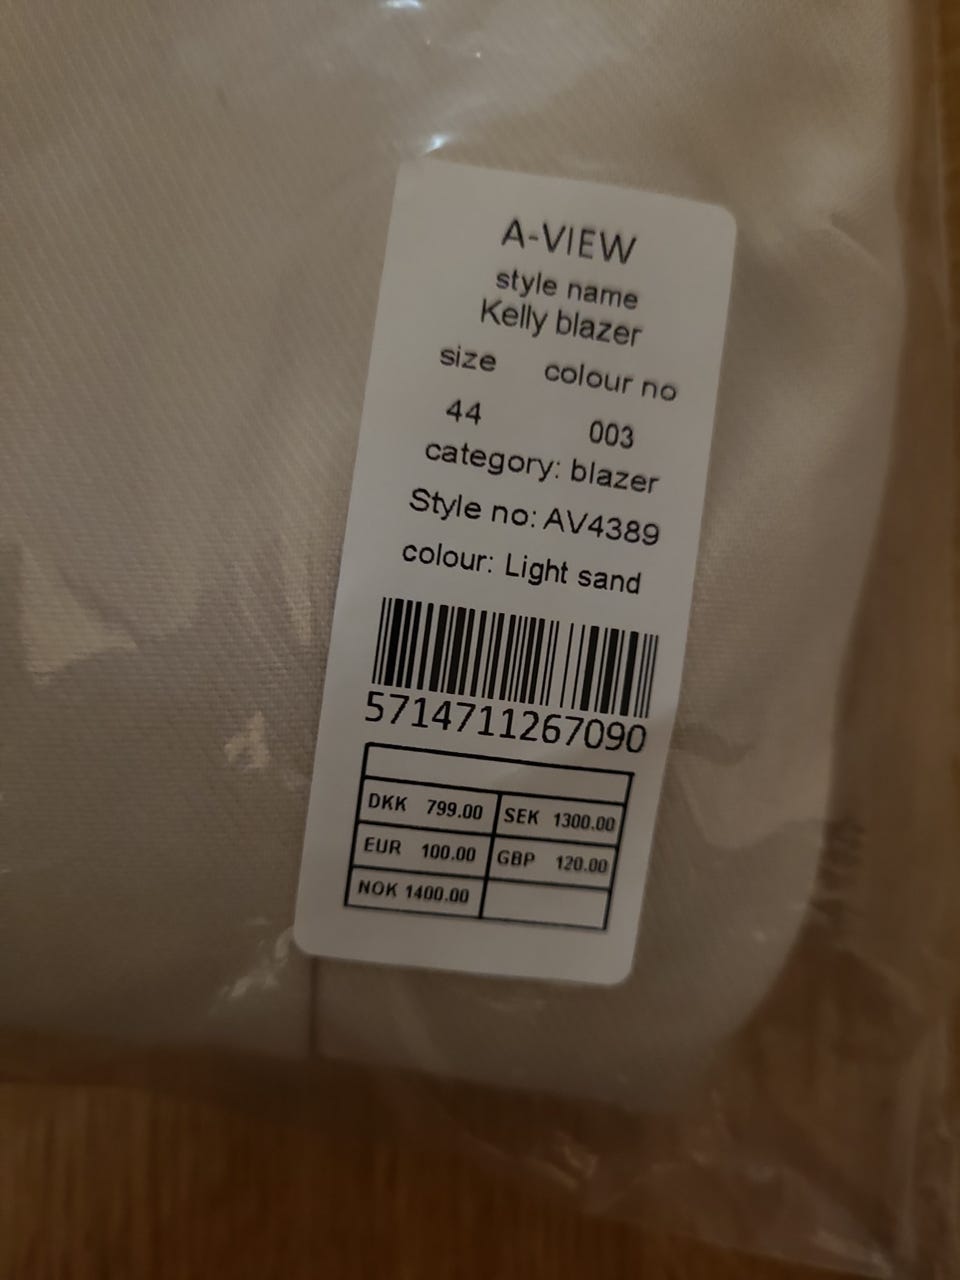 A-VIEW
style name
Kelly blazer
size colour no
44 003
category: blazer
Style no: AV4389
colour: Light sand
5714711267090
DKK 799.00 SEK 1300.00
EUR 100.00 GBP 120.00
NOK 1400.00